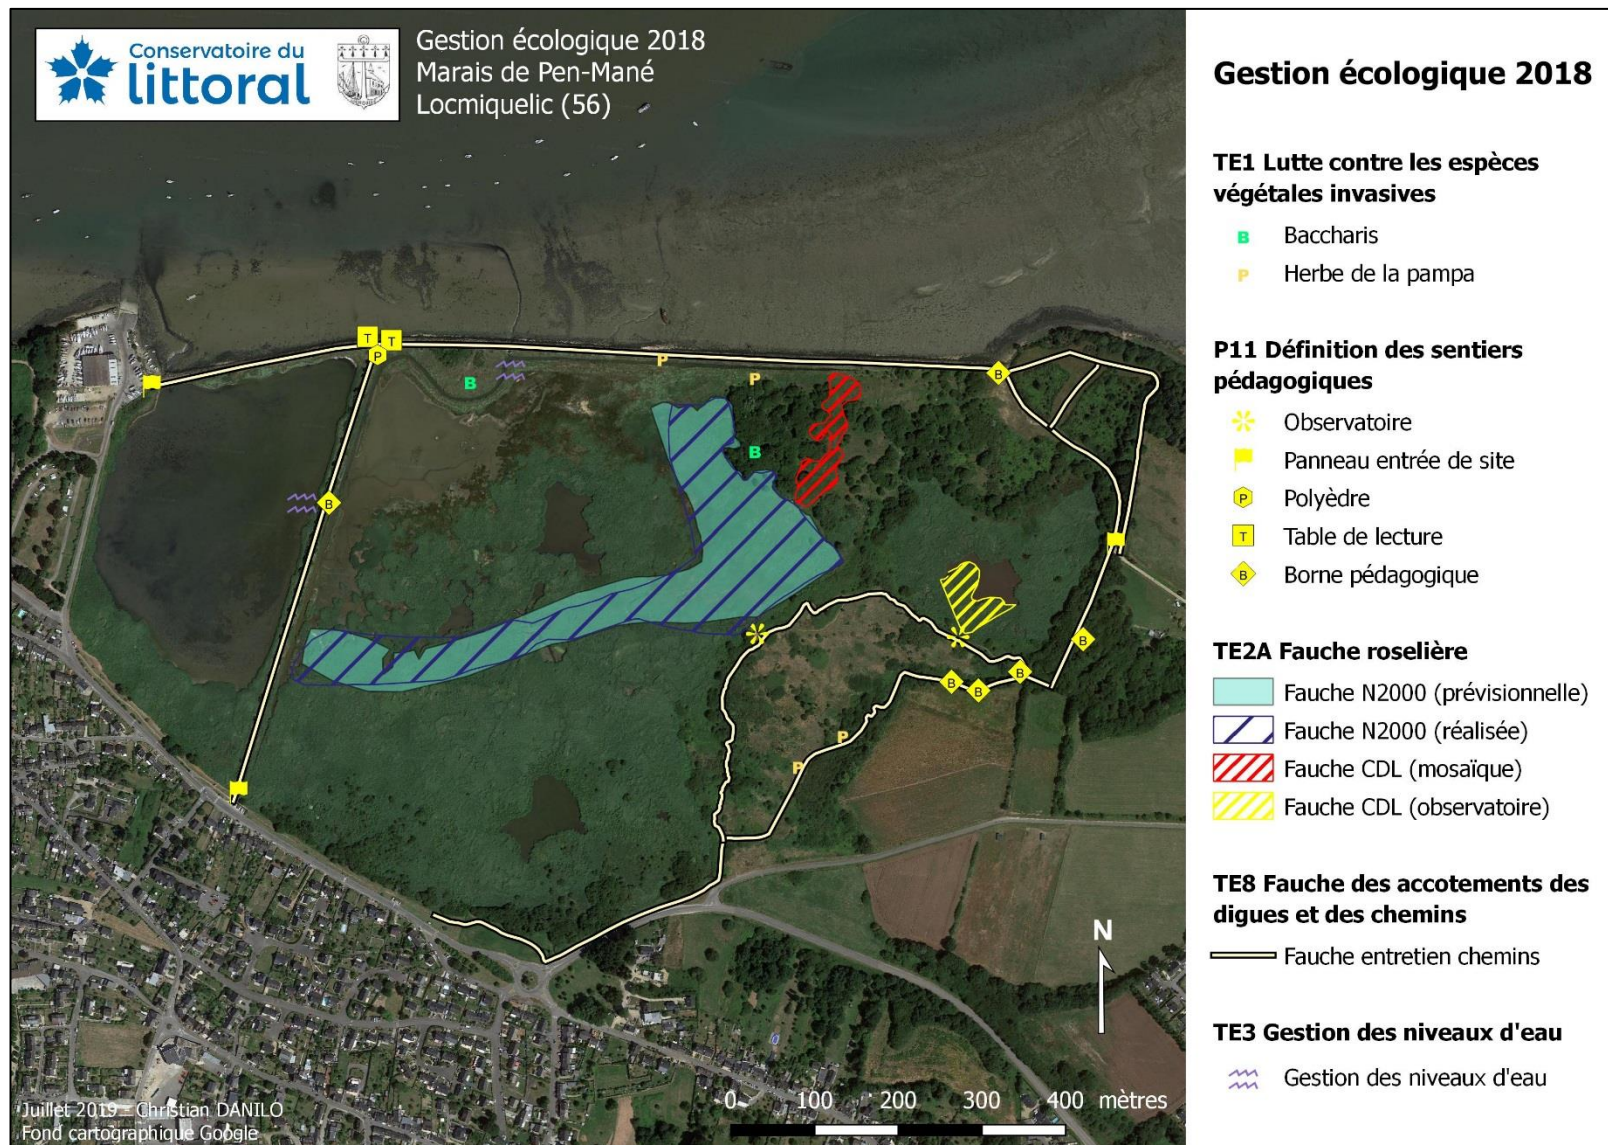 Conservatoire du
littoral
Gestion écologique 2018
Marais de Pen-Mané
Locmiquelic (56)
T
T
P
B
P
P
B
B
B
B
B
B
B
P
P
N
0 100 200 300 400 mètres
Juillet 2019 - Christian DANILO
Fond cartographique Google
Gestion écologique 2018
TE1 Lutte contre les espèces
végétales invasives
B Baccharis
P Herbe de la pampa
P11 Définition des sentiers
pédagogiques
Observatoire
Panneau entrée de site
P Polyèdre
T Table de lecture
B Borne pédagogique
TE2A Fauche roselière
Fauche N2000 (prévisionnelle)
Fauche N2000 (réalisée)
Fauche CDL (mosaïque)
Fauche CDL (observatoire)
TE8 Fauche des accotements des
digues et des chemins
Fauche entretien chemins
TE3 Gestion des niveaux d'eau
Gestion des niveaux d'eau